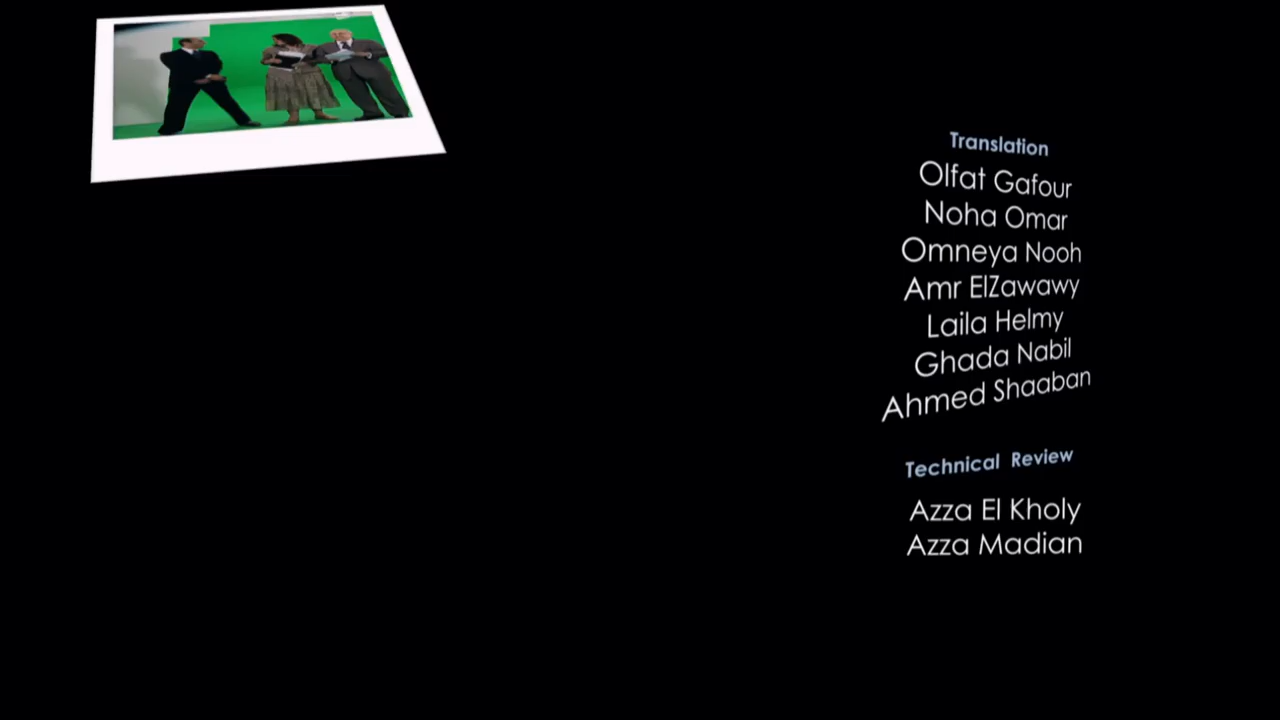 Translation
Olfat Gafour
Noha Omar
Omneya Nooh
Amr ElZawawy
Laila Helmy
Ghada Nabil
Ahmed Shaaban
Technical Review
Azza El Kholy
Azza Madian